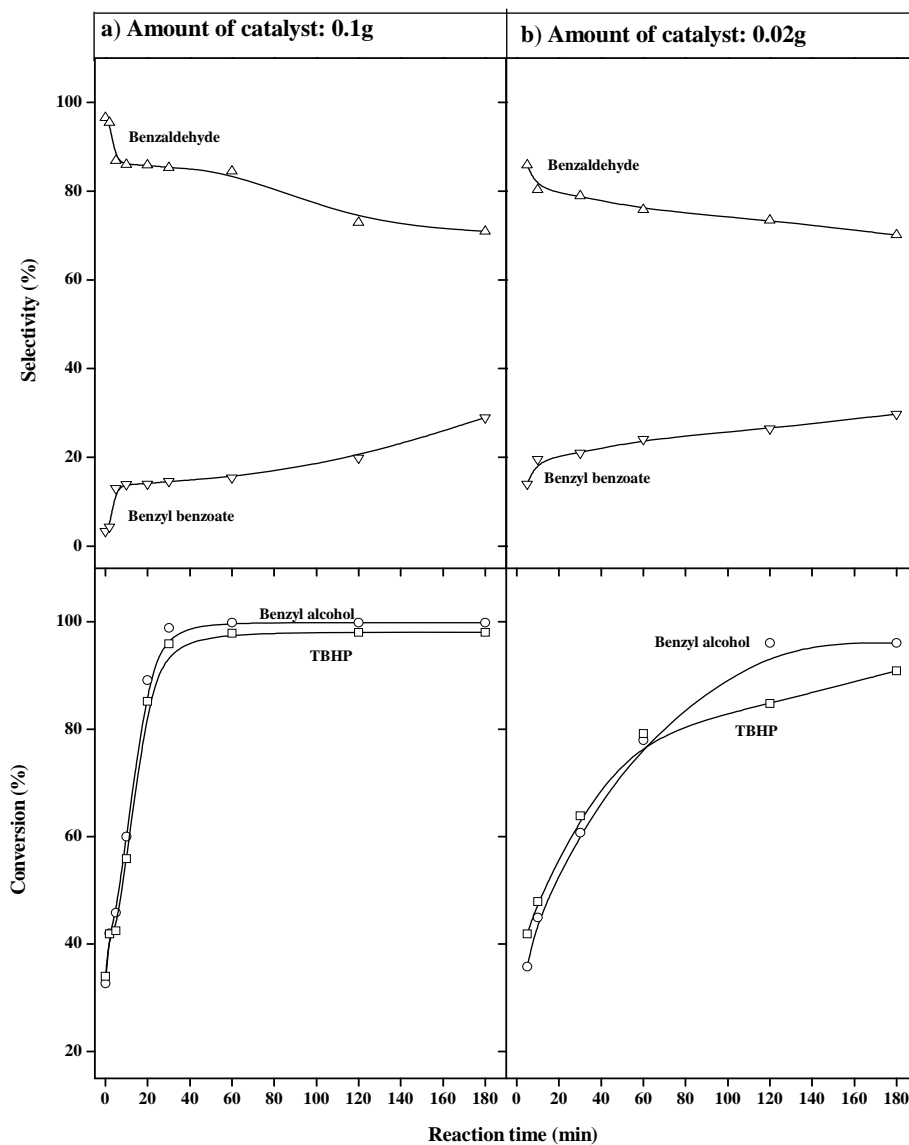 a) Amount of catalyst: 0.1g
b) Amount of catalyst: 0.02g
Selectivity (%)
100
80
60
40
20
0
Benzaldehyde
Benzyl benzoate
Benzaldehyde
Benzyl benzoate
Conversion (%)
100
80
60
40
20
Benzyl alcohol
TBHP
Benzyl alcohol
TBHP
0 20 40 60 80 100 120 140 160 180
0 20 40 60 80 100 120 140 160 180
Reaction time (min)